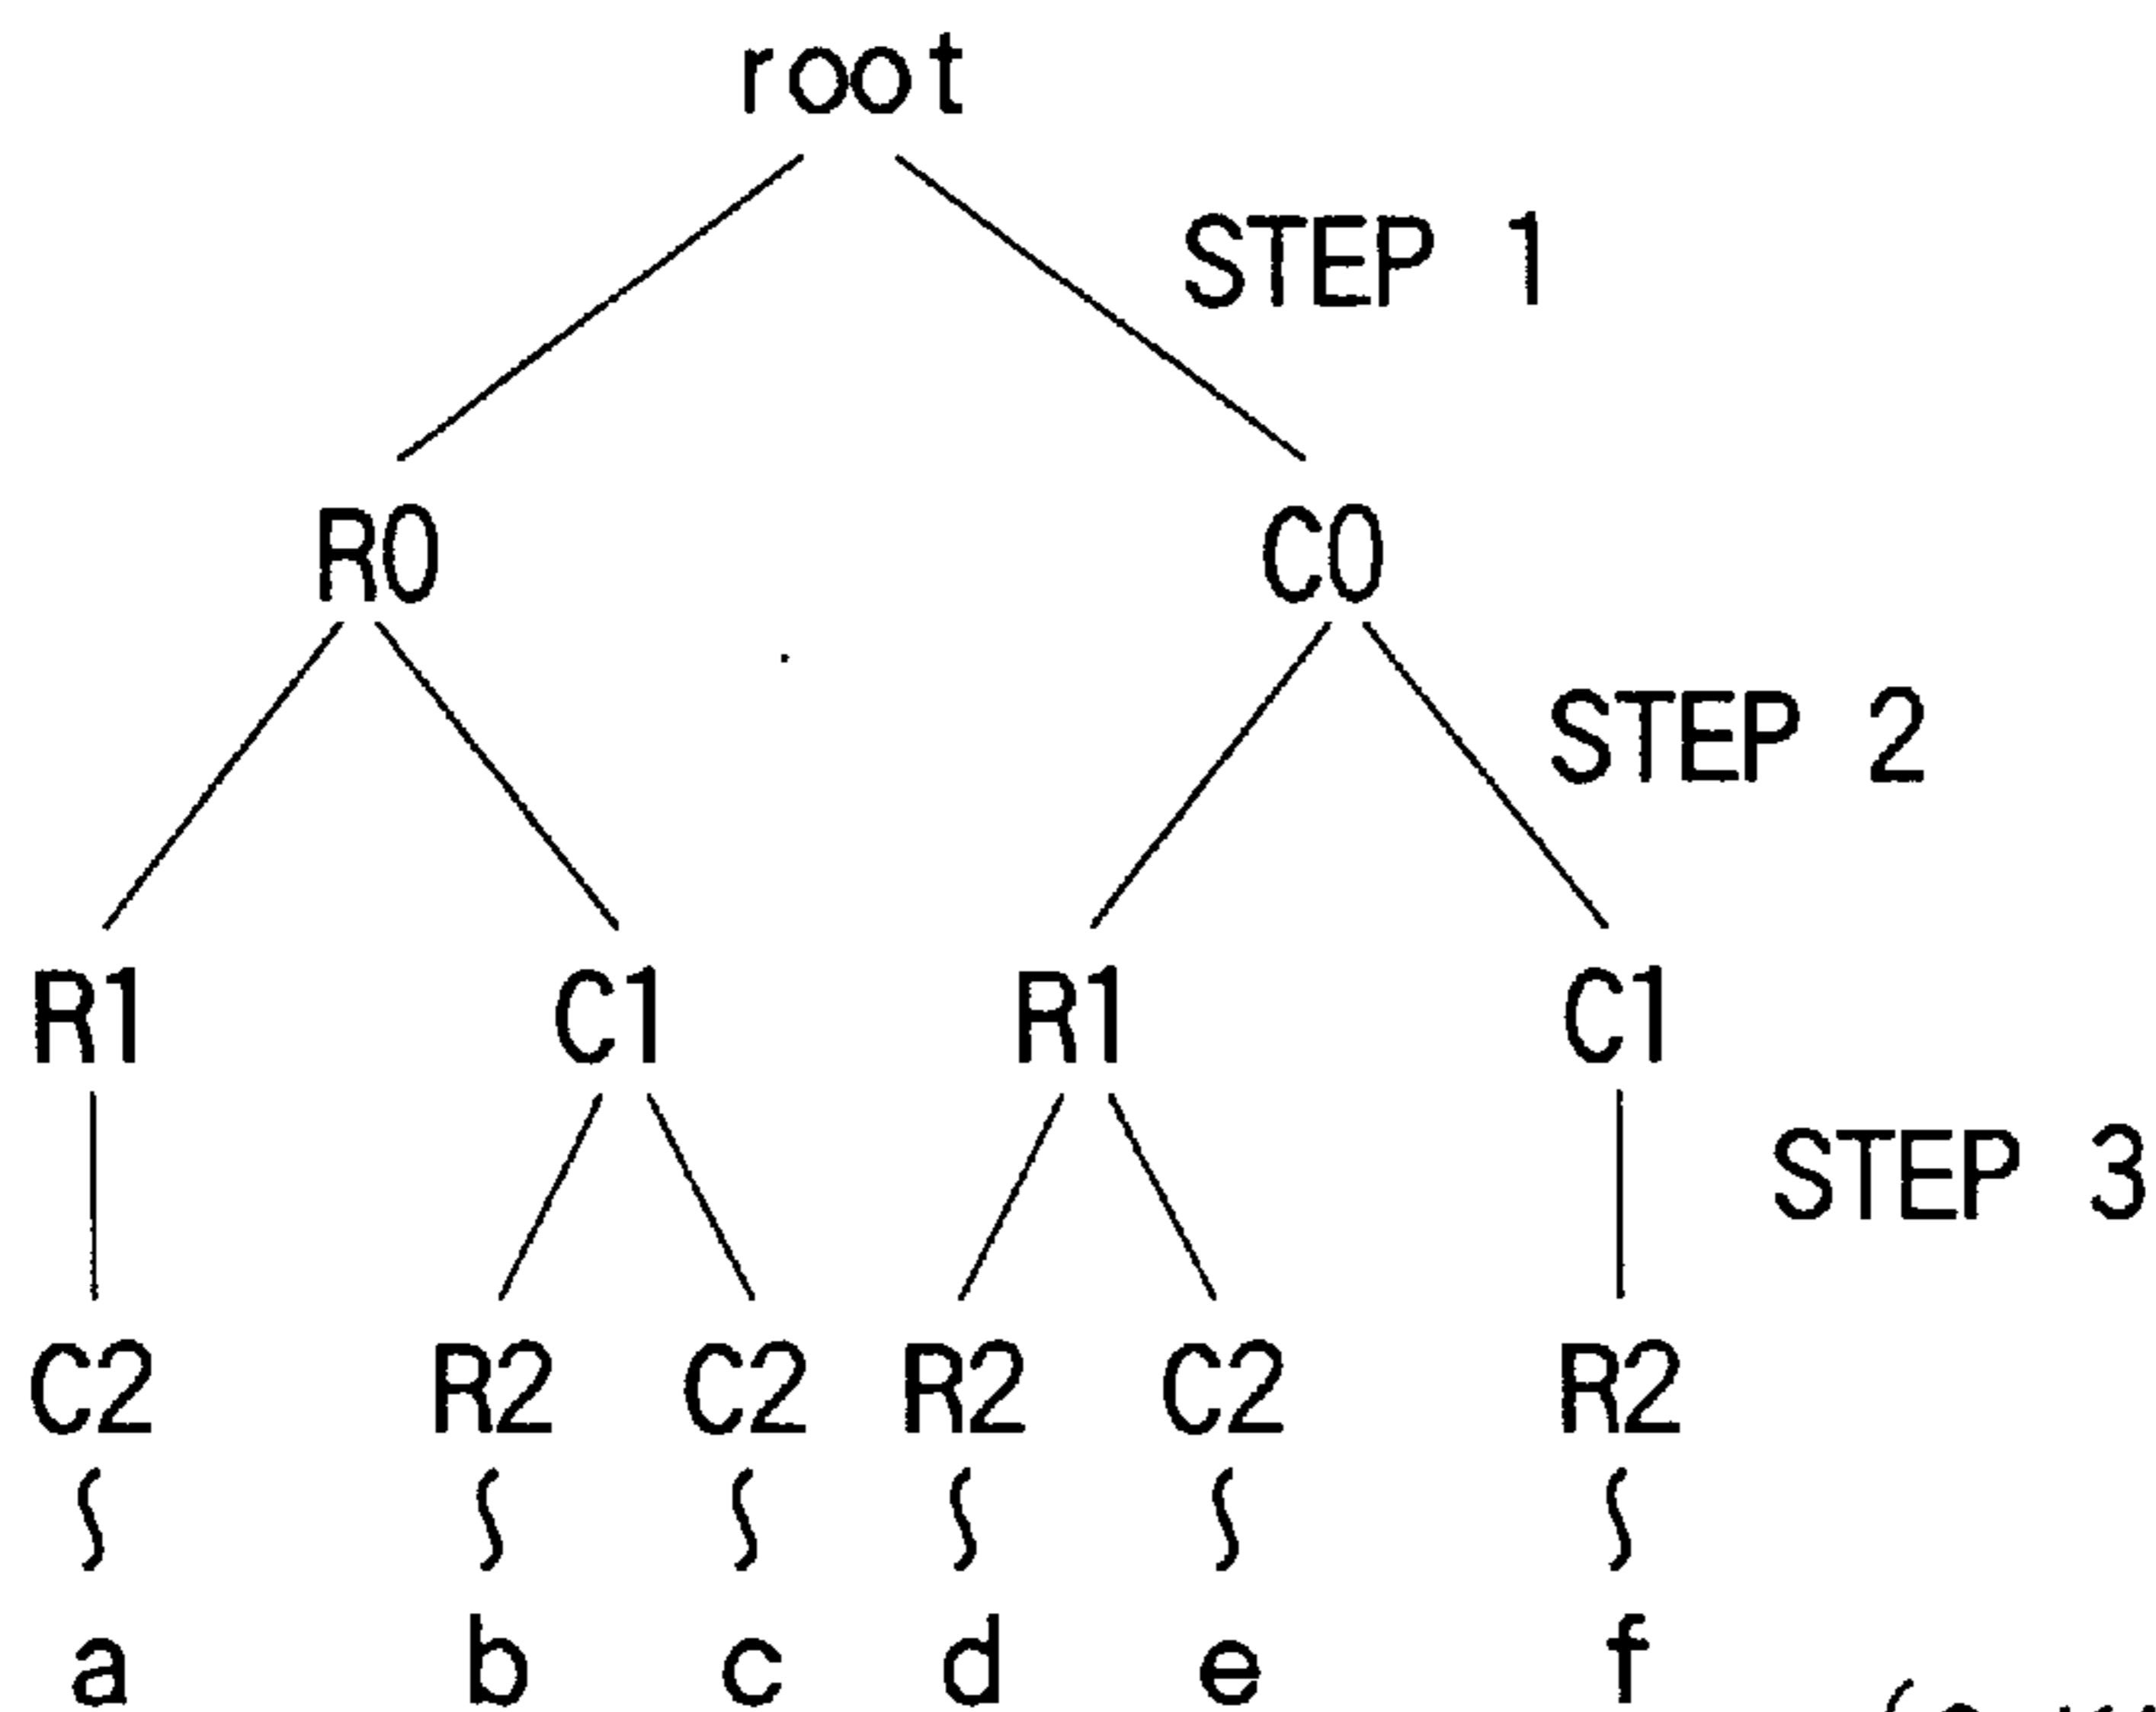 root
STEP 1
R0 C0
STEP 2
R1 C1 R1 C1
STEP 3
C2 R2 C2 R2 C2 R2
a b c d e f